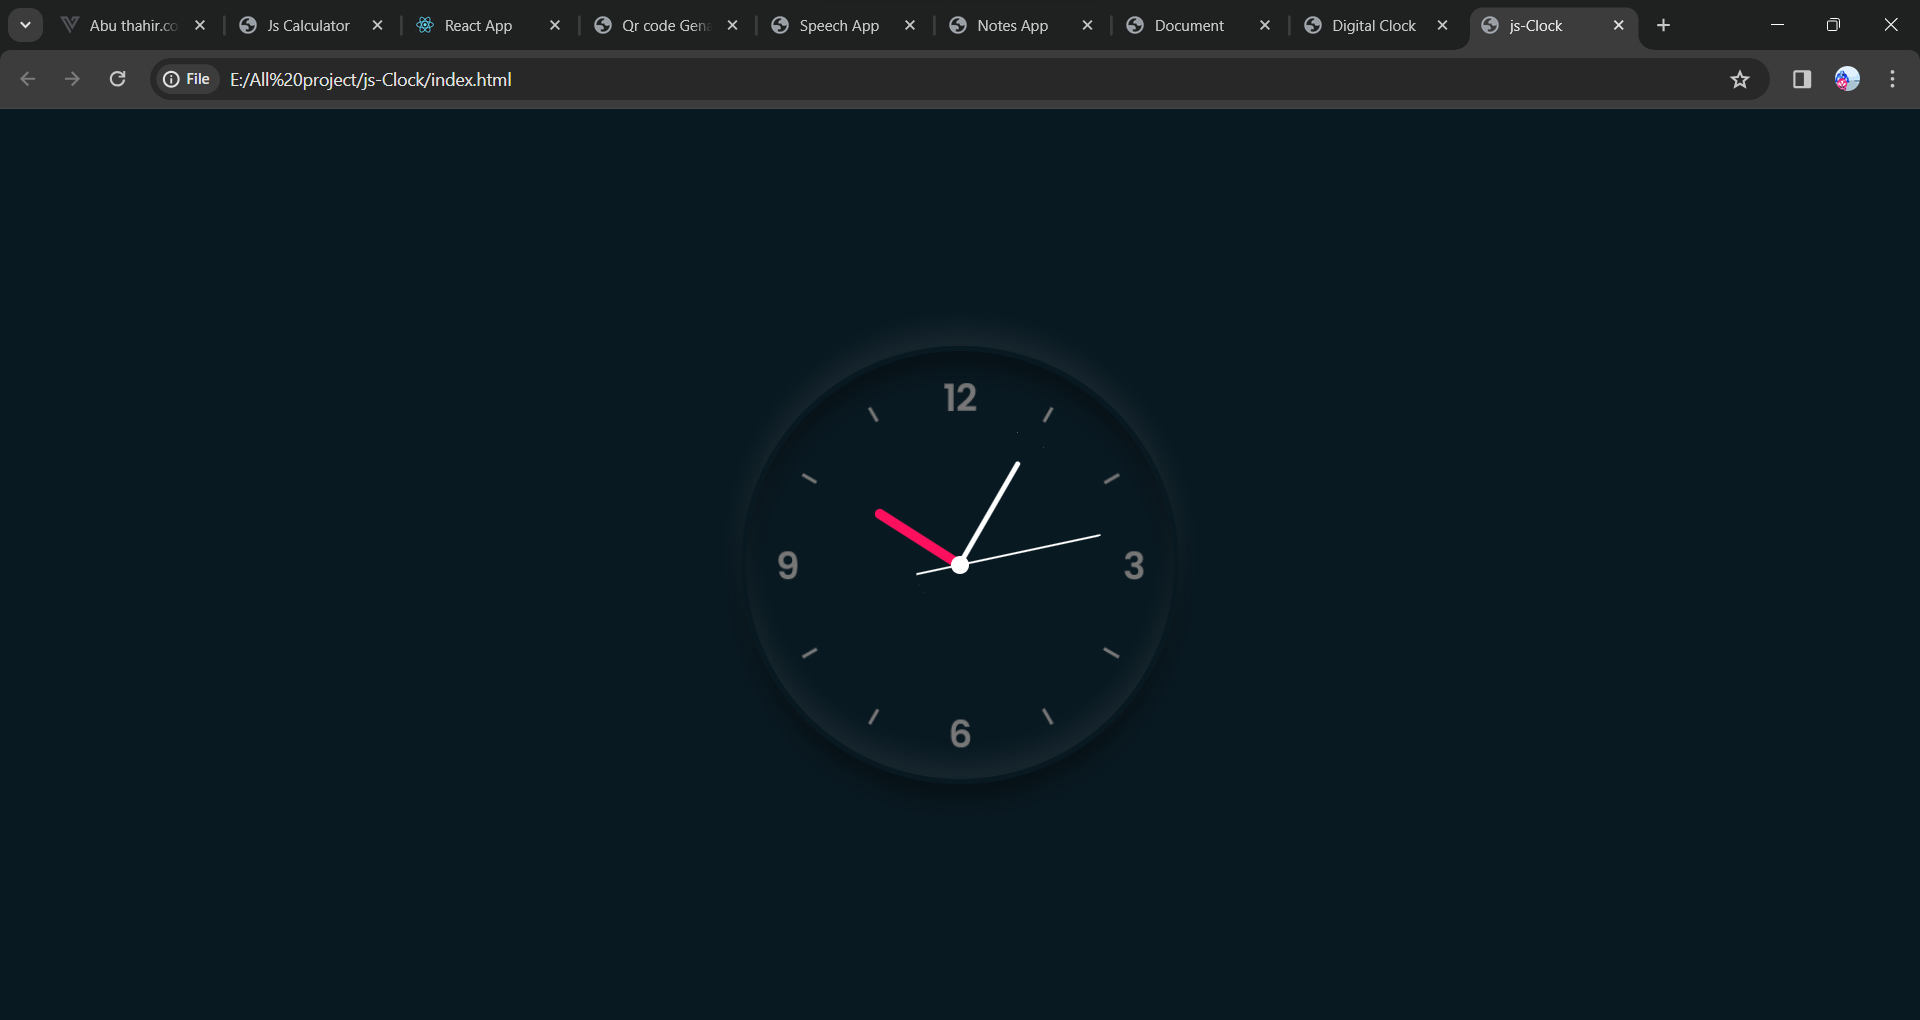 Abu thahir.co
Js Calculator
React App
Qr code Gen
Speech App
Notes App
Document
Digital Clock
js-Clock
File E:/All%20project/js-Clock/index.html
12
9
3
6